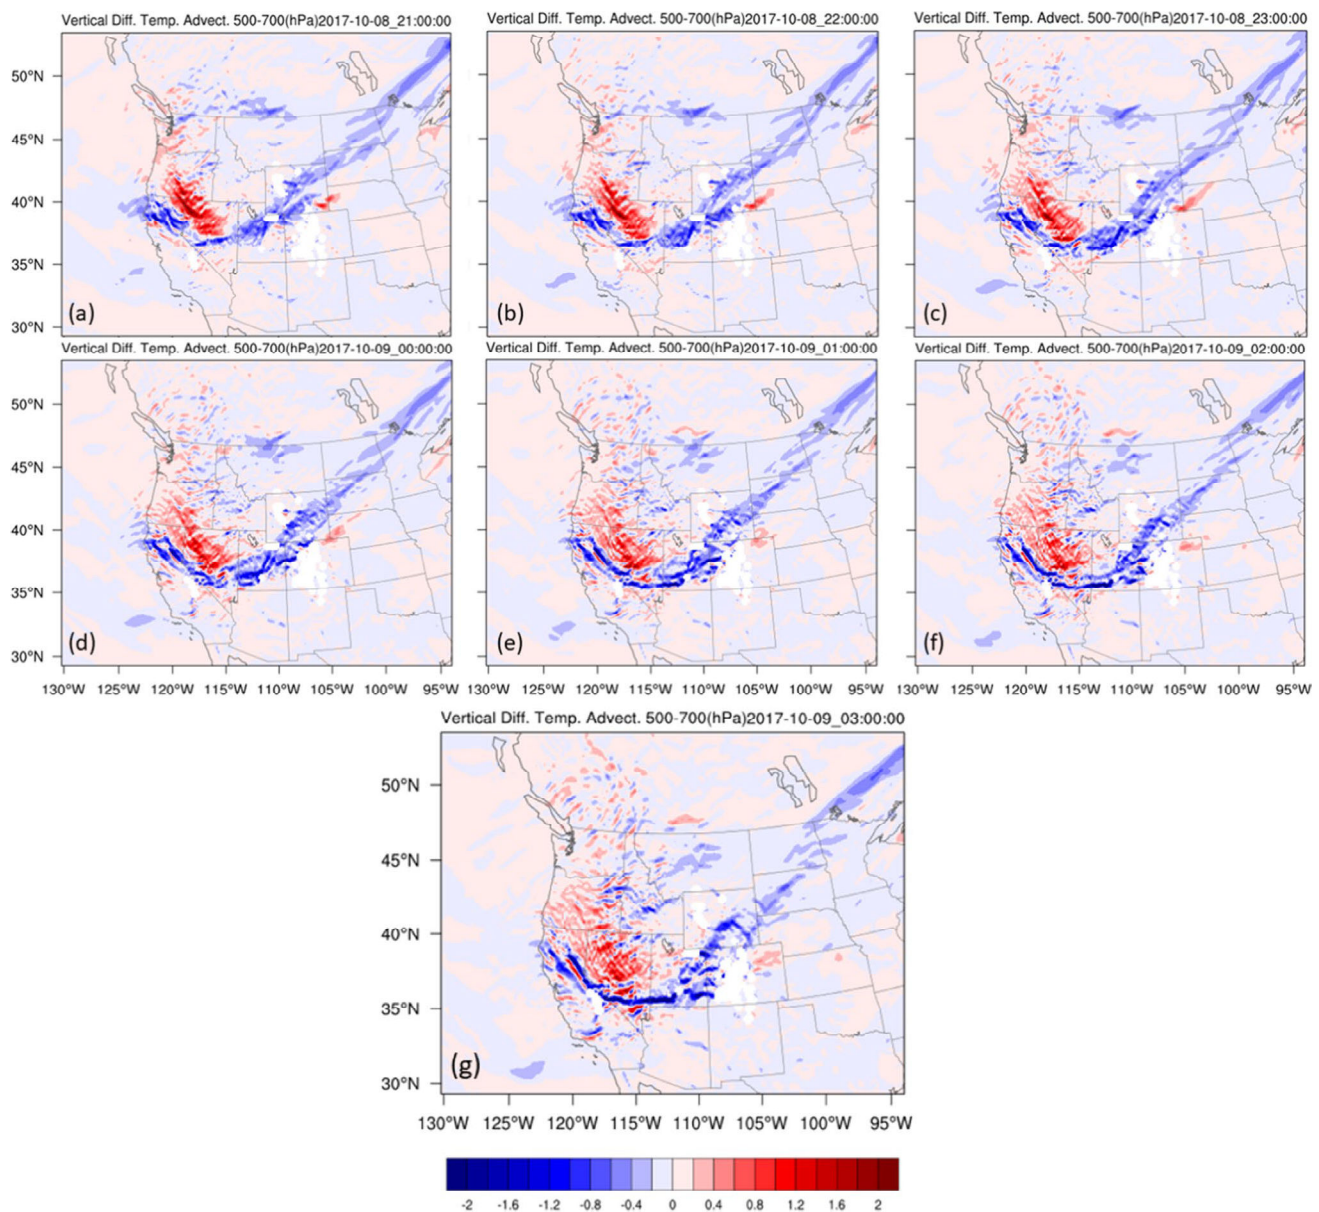 Vertical Diff. Temp. Advect. 500-700(hPa)2017-10-08_21:00:00
Vertical Diff. Temp. Advect. 500-700(hPa)2017-10-08_22:00:00
Vertical Diff. Temp. Advect. 500-700(hPa)2017-10-08_23:00:00
50°N
45°N
40°N
35°N
30°N
(a)
(b)
(c)
Vertical Diff. Temp. Advect. 500-700(hPa)2017-10-09_00:00:00
Vertical Diff. Temp. Advect. 500-700(hPa)2017-10-09_01:00:00
Vertical Diff. Temp. Advect. 500-700(hPa)2017-10-09_02:00:00
50°N
45°N
40°N
35°N
30°N
(d)
(e)
(f)
130°W 125°W 120°W 115°W 110°W 105°W 100°W 95°W
130°W 125°W 120°W 115°W 110°W 105°W 100°W 95°W
130°W 125°W 120°W 115°W 110°W 105°W 100°W 95°W
Vertical Diff. Temp. Advect. 500-700(hPa)2017-10-09_03:00:00
50°N
45°N
40°N
35°N
30°N
(g)
130°W 125°W 120°W 115°W 110°W 105°W 100°W 95°W
-2 -1.6 -1.2 -0.8 -0.4 0 0.4 0.8 1.2 1.6 2